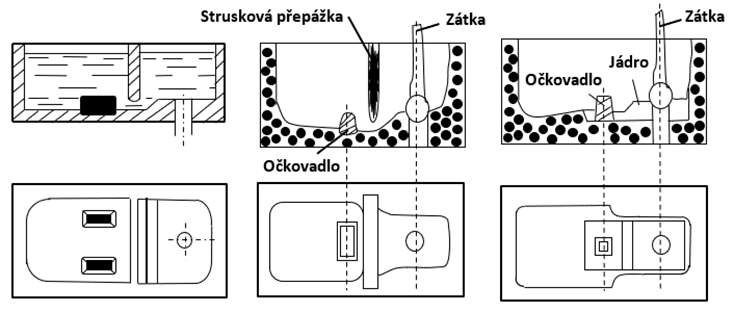 Strusková přepážka
Zátka
Zátka
Jádro
Očkovadlo
Očkovadlo